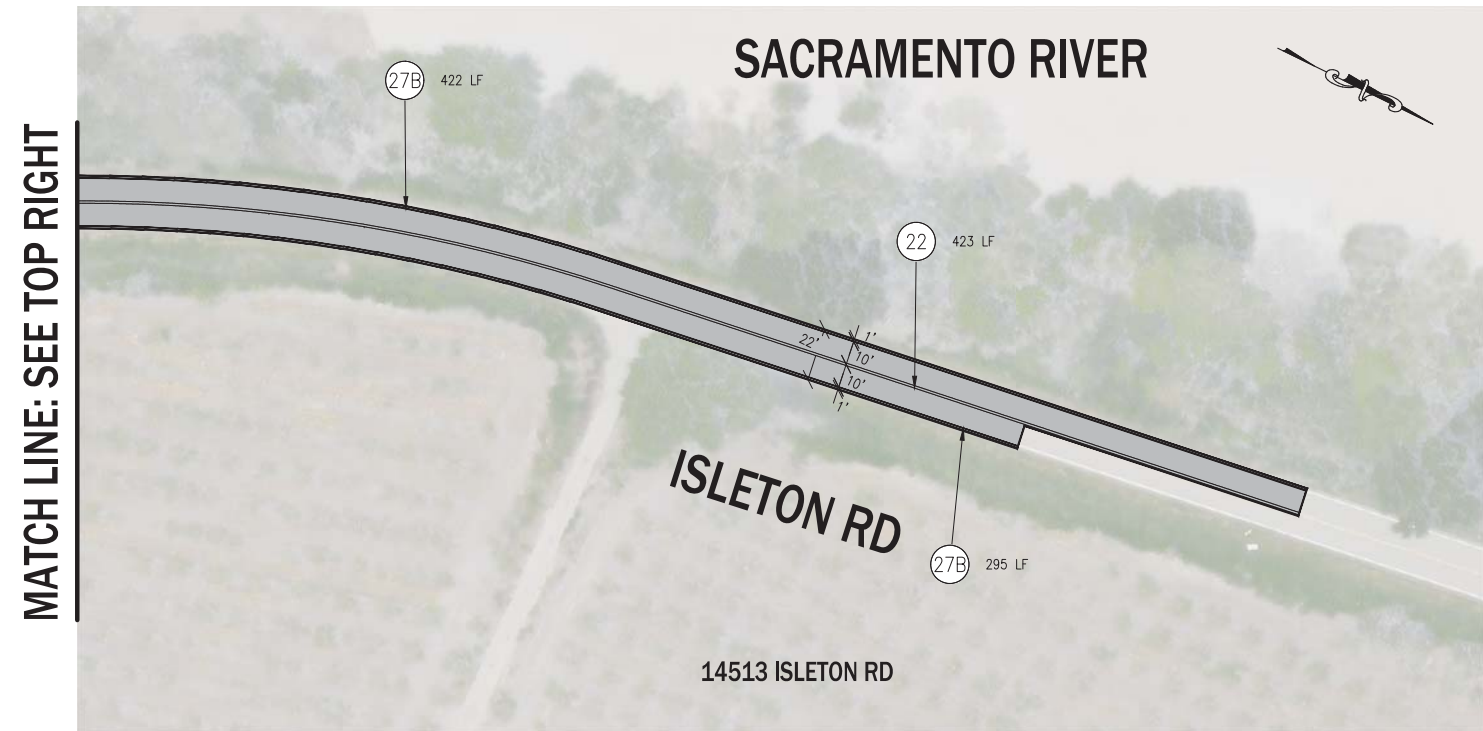 SACRAMENTO RIVER
27B 422 LF
MATCH LINE: SEE TOP RIGHT
22 423 LF
1'
22'
10'
10'
1'
ISLETON RD
27B 295 LF
14513 ISLETON RD